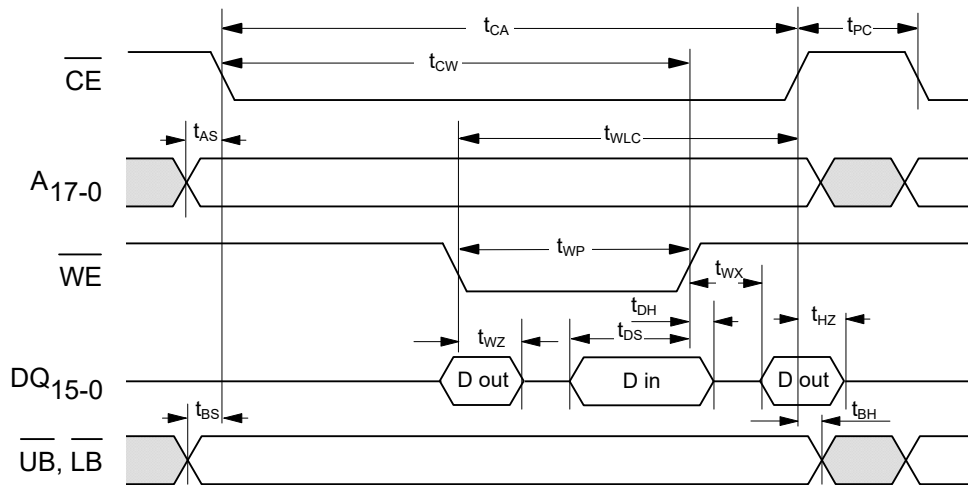 tCA
tPC
CE
tCW
tAS
tWLC
A17-0
WE
tWP
tWX
tDH
tHZ
tWZ
tDS
DQ15-0
D out
D in
D out
tBS
tBH
UB, LB